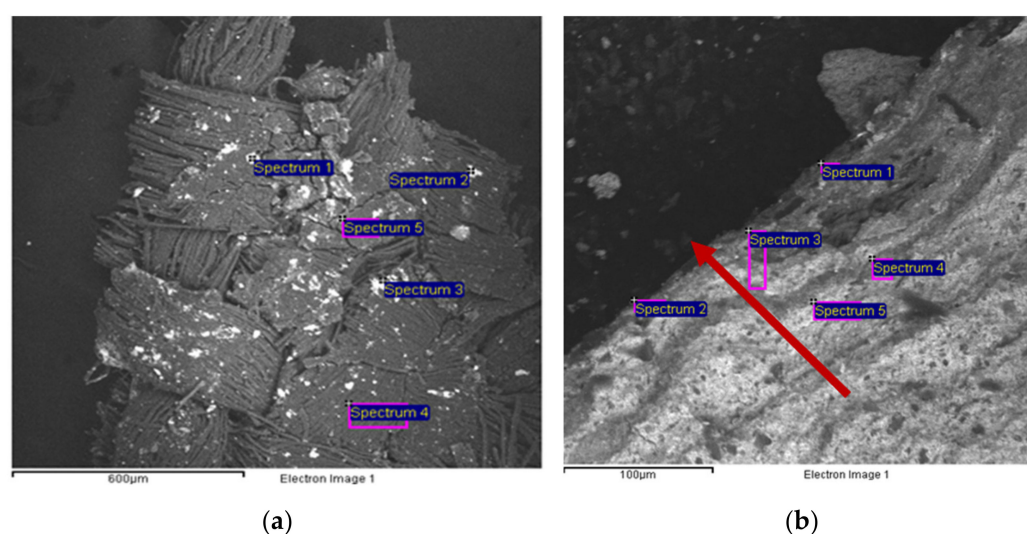 Spectrum 1
Spectrum 2
Spectrum 5
Spectrum 3
Spectrum 4
600µm
Electron Image 1
(a)
Spectrum 1
Spectrum 3
Spectrum 4
Spectrum 2
Spectrum 5
100µm
Electron Image 1
(b)